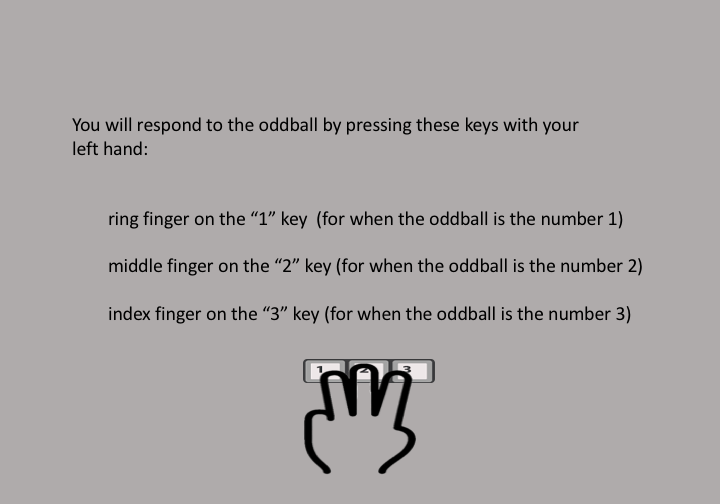 You will respond to the oddball by pressing these keys with your
left hand:
ring finger on the “1” key  (for when the oddball is the number 1)
middle finger on the “2” key (for when the oddball is the number 2)
index finger on the “3” key (for when the oddball is the number 3)
1 2 3